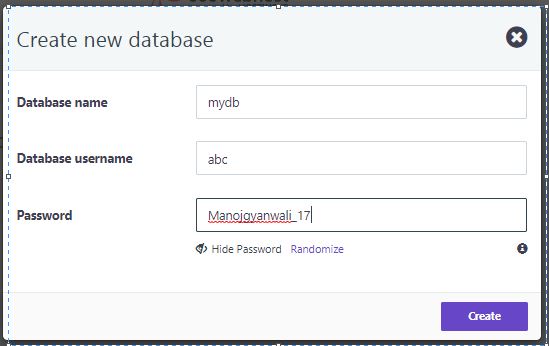 Create new database
Database name mydb
Database username abc
Password Manojgyanwali_17
Hide Password Randomize
Create